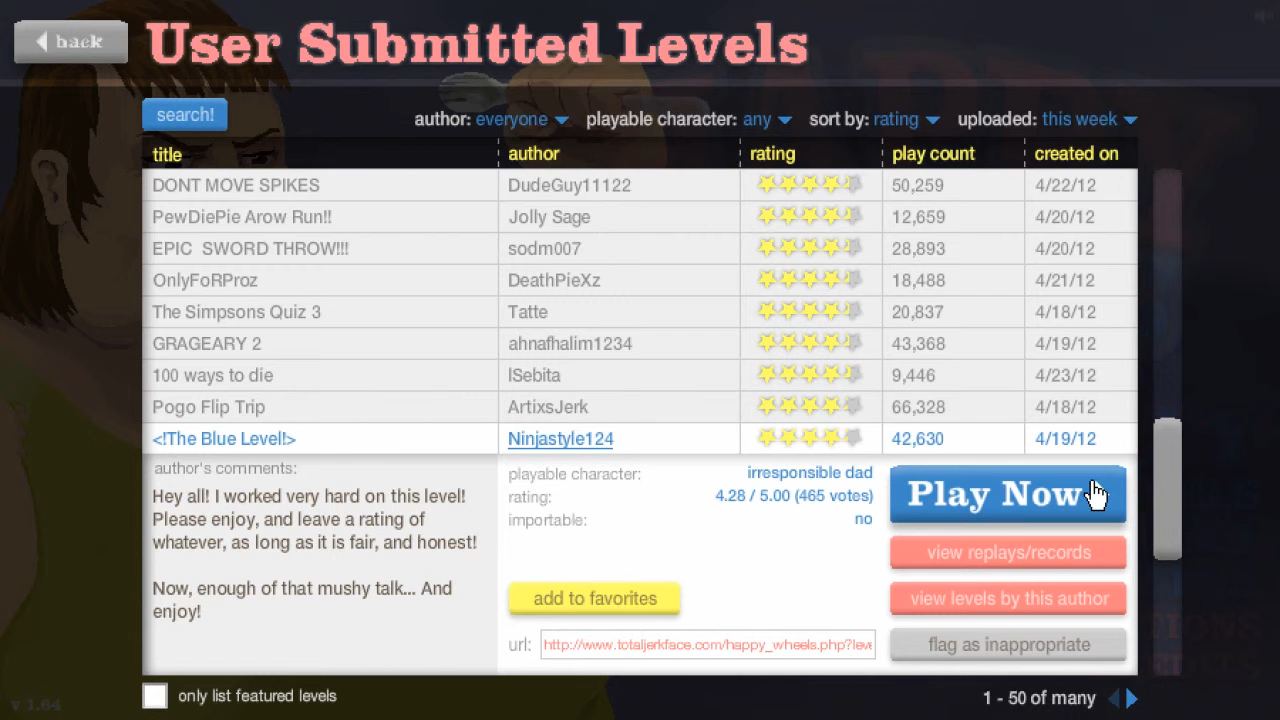 back
User Submitted Levels
search!
author: everyone playable character: any sort by: rating uploaded: this week
title author rating play count created on
DONT MOVE SPIKES DudeGuy11122 50,259 4/22/12
PewDiePie Arow Run!! Jolly Sage 12,659 4/20/12
EPIC SWORD THROW!!! sodm007 28,893 4/20/12
OnlyFoRProz DeathPieXz 18,488 4/21/12
The Simpsons Quiz 3 Tatte 20,837 4/18/12
GRAGEARY 2 ahnafhalim1234 43,368 4/19/12
100 ways to die ISebita 9,446 4/23/12
Pogo Flip Trip ArtixsJerk 66,328 4/18/12
<!The Blue Level!> Ninjastyle124 42,630 4/19/12
author's comments:
Hey all! I worked very hard on this level!
Please enjoy, and leave a rating of
whatever, as long as it is fair, and honest!
Now, enough of that mushy talk... And
enjoy!
playable character: irresponsible dad
rating: 4.28 / 5.00 (465 votes)
importable: no
add to favorites
url: http://www.totaljerkface.com/happy_wheels.php?leve
Play Now
view replays/records
view levels by this author
flag as inappropriate
only list featured levels
1 - 50 of many
v 1.64